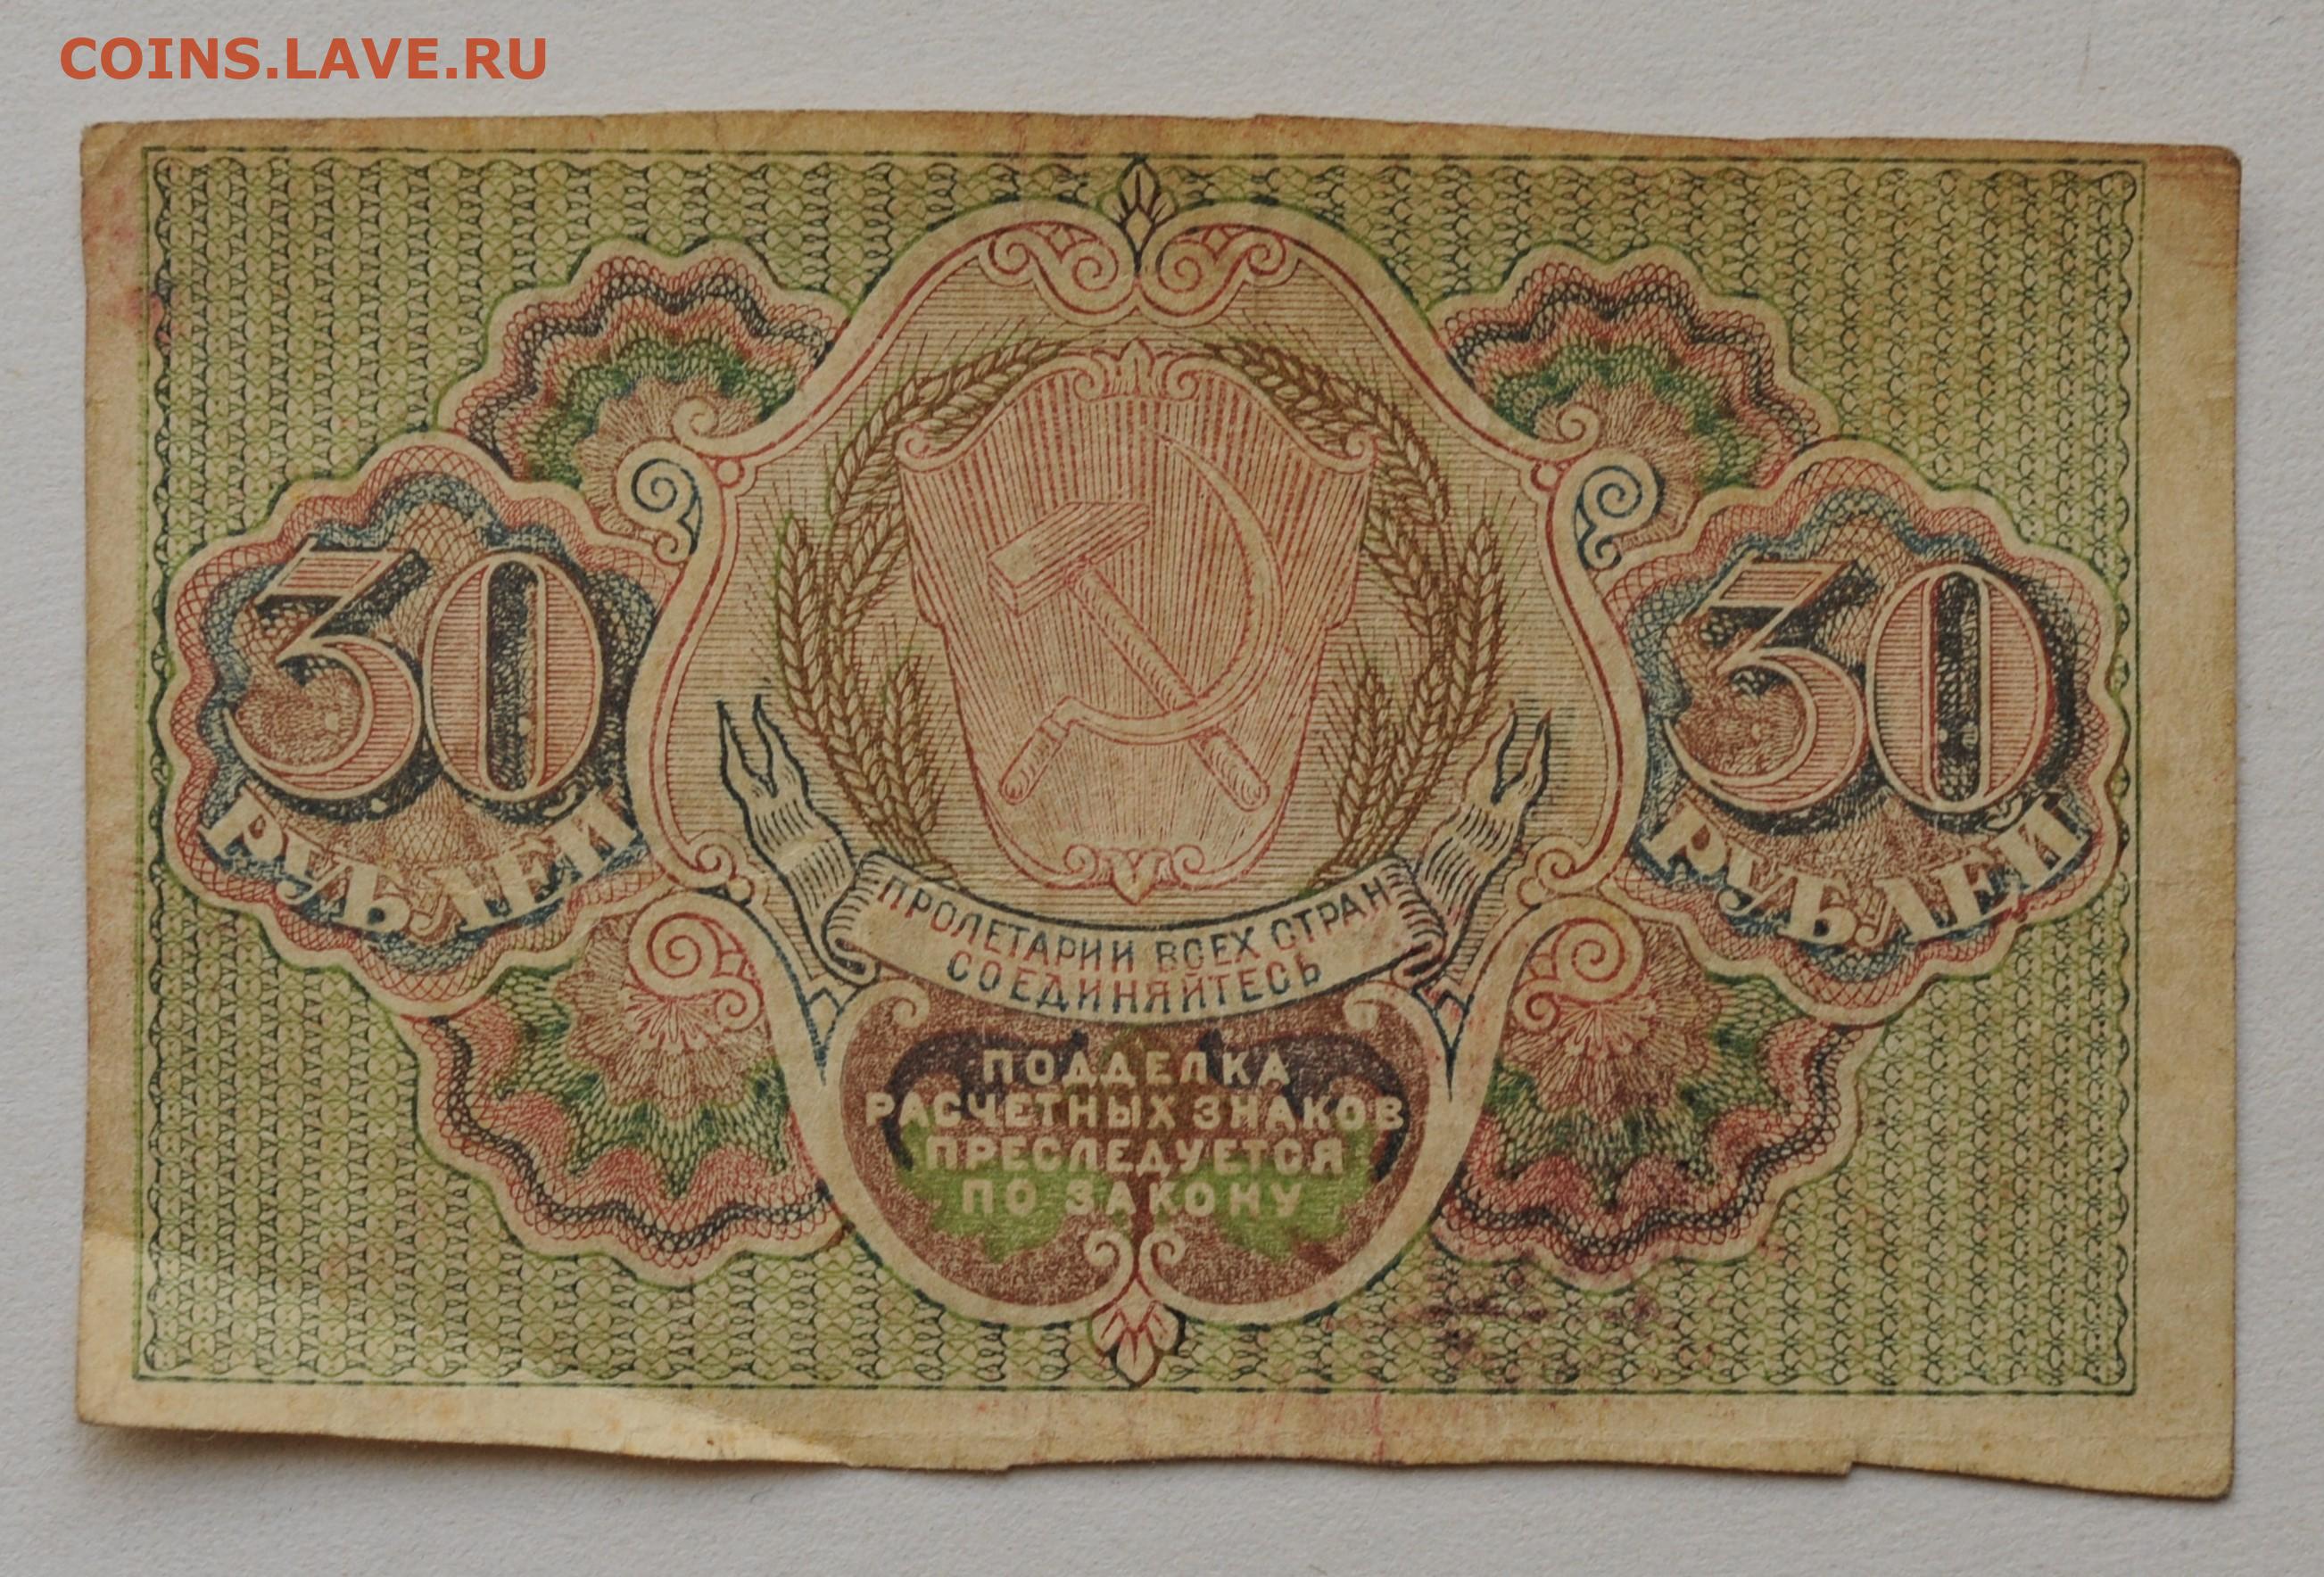 COINS.LAVE.RU
30
РУБЛЕЙ
30
РУБЛЕЙ
ПРОЛЕТАРИИ ВСЕХ СТРАН
СОЕДИНЯЙТЕСЬ
ПОДДЕЛКА
РАСЧЕТНЫХ ЗНАКОВ
ПРЕСЛЕДУЕТСЯ
ПО ЗАКОНУ